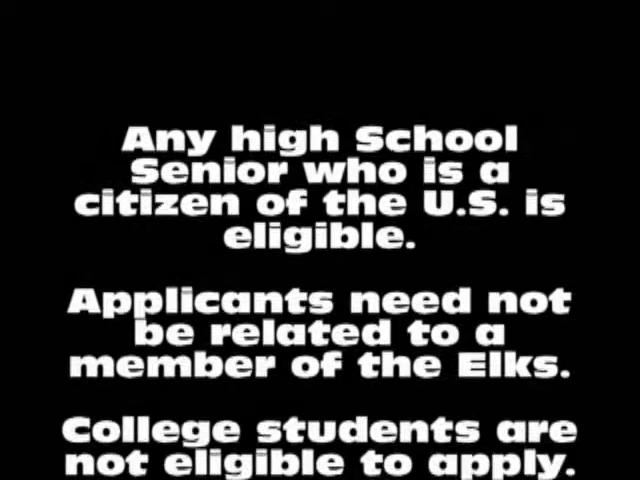 Any high School
Senior who is a
citizen of the U.S. is
eligible.
Applicants need not
be related to a
member of the Elks.
College students are
not eligible to apply.